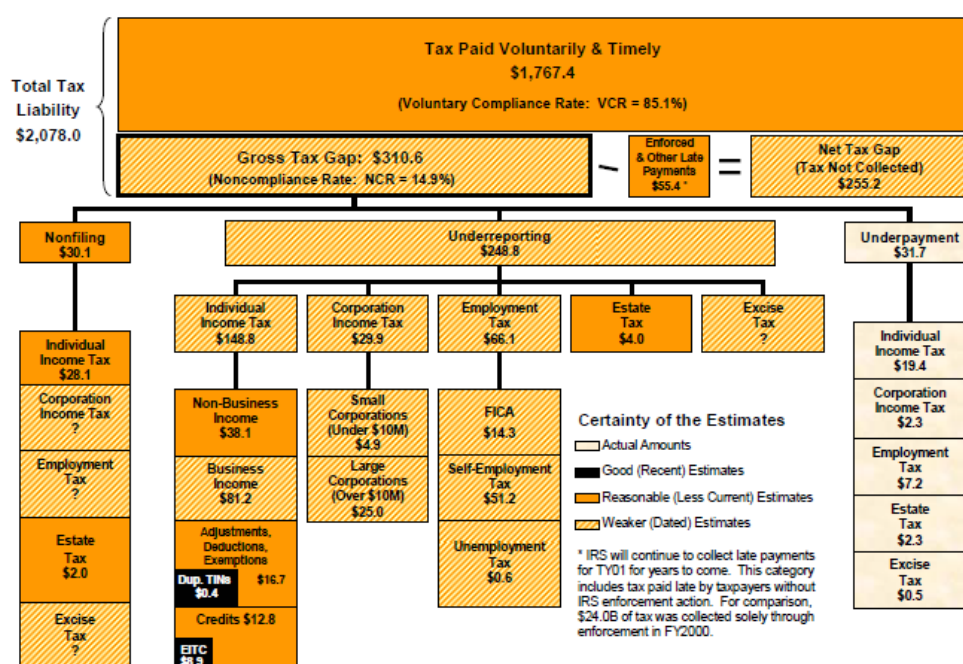 Tax Paid Voluntarily & Timely
$1,767.4
(Voluntary Compliance Rate: VCR = 85.1%)
Total Tax
Liability
$2,078.0
Gross Tax Gap: $310.6
(Noncompliance Rate: NCR = 14.9%)
Enforced
& Other Late
Payments
$55.4 *
Net Tax Gap
(Tax Not Collected)
$255.2
Nonfiling
$30.1
Underreporting
$248.8
Underpayment
$31.7
Individual
Income Tax
$148.8
Corporation
Income Tax
$29.9
Employment
Tax
$66.1
Estate
Tax
$4.0
Excise
Tax
?
Individual
Income Tax
$28.1
Corporation
Income Tax
?
Employment
Tax
?
Estate
Tax
$2.0
Excise
Tax
?
Non-Business
Income
$38.1
Business
Income
$81.2
Adjustments,
Deductions,
Exemptions
$16.7
Dup. TINs
$0.4
Credits $12.8
EITC
$8.9
Small
Corporations
(Under $10M)
$4.9
Large
Corporations
(Over $10M)
$25.0
FICA
$14.3
Self-Employment
Tax
$51.2
Unemployment
Tax
$0.6
Certainty of the Estimates
Actual Amounts
Good (Recent) Estimates
Reasonable (Less Current) Estimates
Weaker (Dated) Estimates
* IRS will continue to collect late payments
for TY01 for years to come. This category
includes tax paid late by taxpayers without
IRS enforcement action. For comparison,
$24.0B of tax was collected solely through
enforcement in FY2000.
Individual
Income Tax
$19.4
Corporation
Income Tax
$2.3
Employment
Tax
$7.2
Estate
Tax
$2.3
Excise
Tax
$0.5